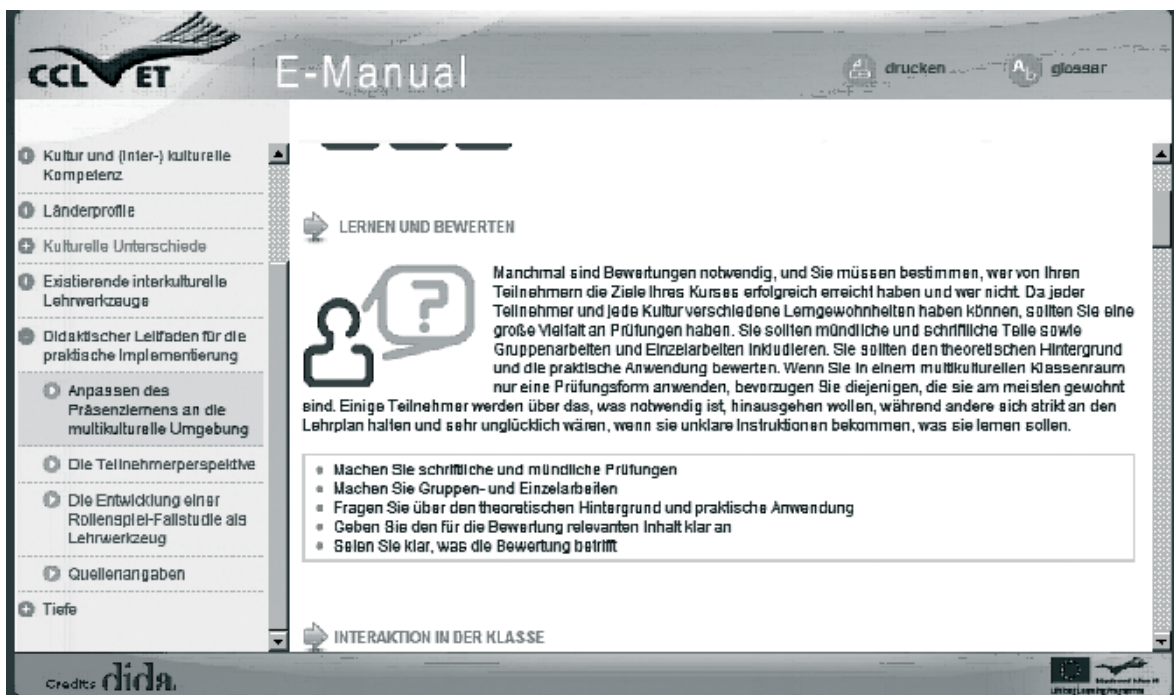 CCLVET
E-Manual
drucken
glossar
Kultur und (Inter-) kulturelle
Kompetenz
Länderprofile
Kulturelle Unterschiede
Existierende interkulturelle
Lehrwerkzeuge
Didaktischer Leitfaden für die
praktische Implementierung
Anpassen des
Präsenzlernens an die
multikulturelle Umgebung
Die Teilnehmerperspektive
Die Entwicklung einer
Rollenspiel-Fallstudie als
Lehrwerkzeug
Quellenangaben
Tiefe
LERNEN UND BEWERTEN
Manchmal sind Bewertungen notwendig, und Sie müssen bestimmen, wer von Ihren
Teilnehmern die Ziele Ihres Kurses erfolgreich erreicht haben und wer nicht. Da jeder
Teilnehmer und jede Kultur verschiedene Lerngewohnheiten haben können, sollten Sie eine
große Vielfalt an Prüfungen haben. Sie sollten mündliche und schriftliche Teile sowie
Gruppenarbeiten und Einzelarbeiten inkludieren. Sie sollten den theoretischen Hintergrund
und die praktische Anwendung bewerten. Wenn Sie in einem multikulturellen Klassenraum
nur eine Prüfungsform anwenden, bevorzugen Sie diejenigen, die sie am meisten gewohnt
sind. Einige Teilnehmer werden über das, was notwendig ist, hinausgehen wollen, während andere sich strikt an den
Lehrplan halten und sehr unglücklich wären, wenn sie unklare Instruktionen bekommen, was sie lernen sollen.
Machen Sie schriftliche und mündliche Prüfungen
Machen Sie Gruppen- und Einzelarbeiten
Fragen Sie über den theoretischen Hintergrund und praktische Anwendung
Geben Sie den für die Bewertung relevanten Inhalt klar an
Seien Sie klar, was die Bewertung betrifft
INTERAKTION IN DER KLASSE
Credits dida.